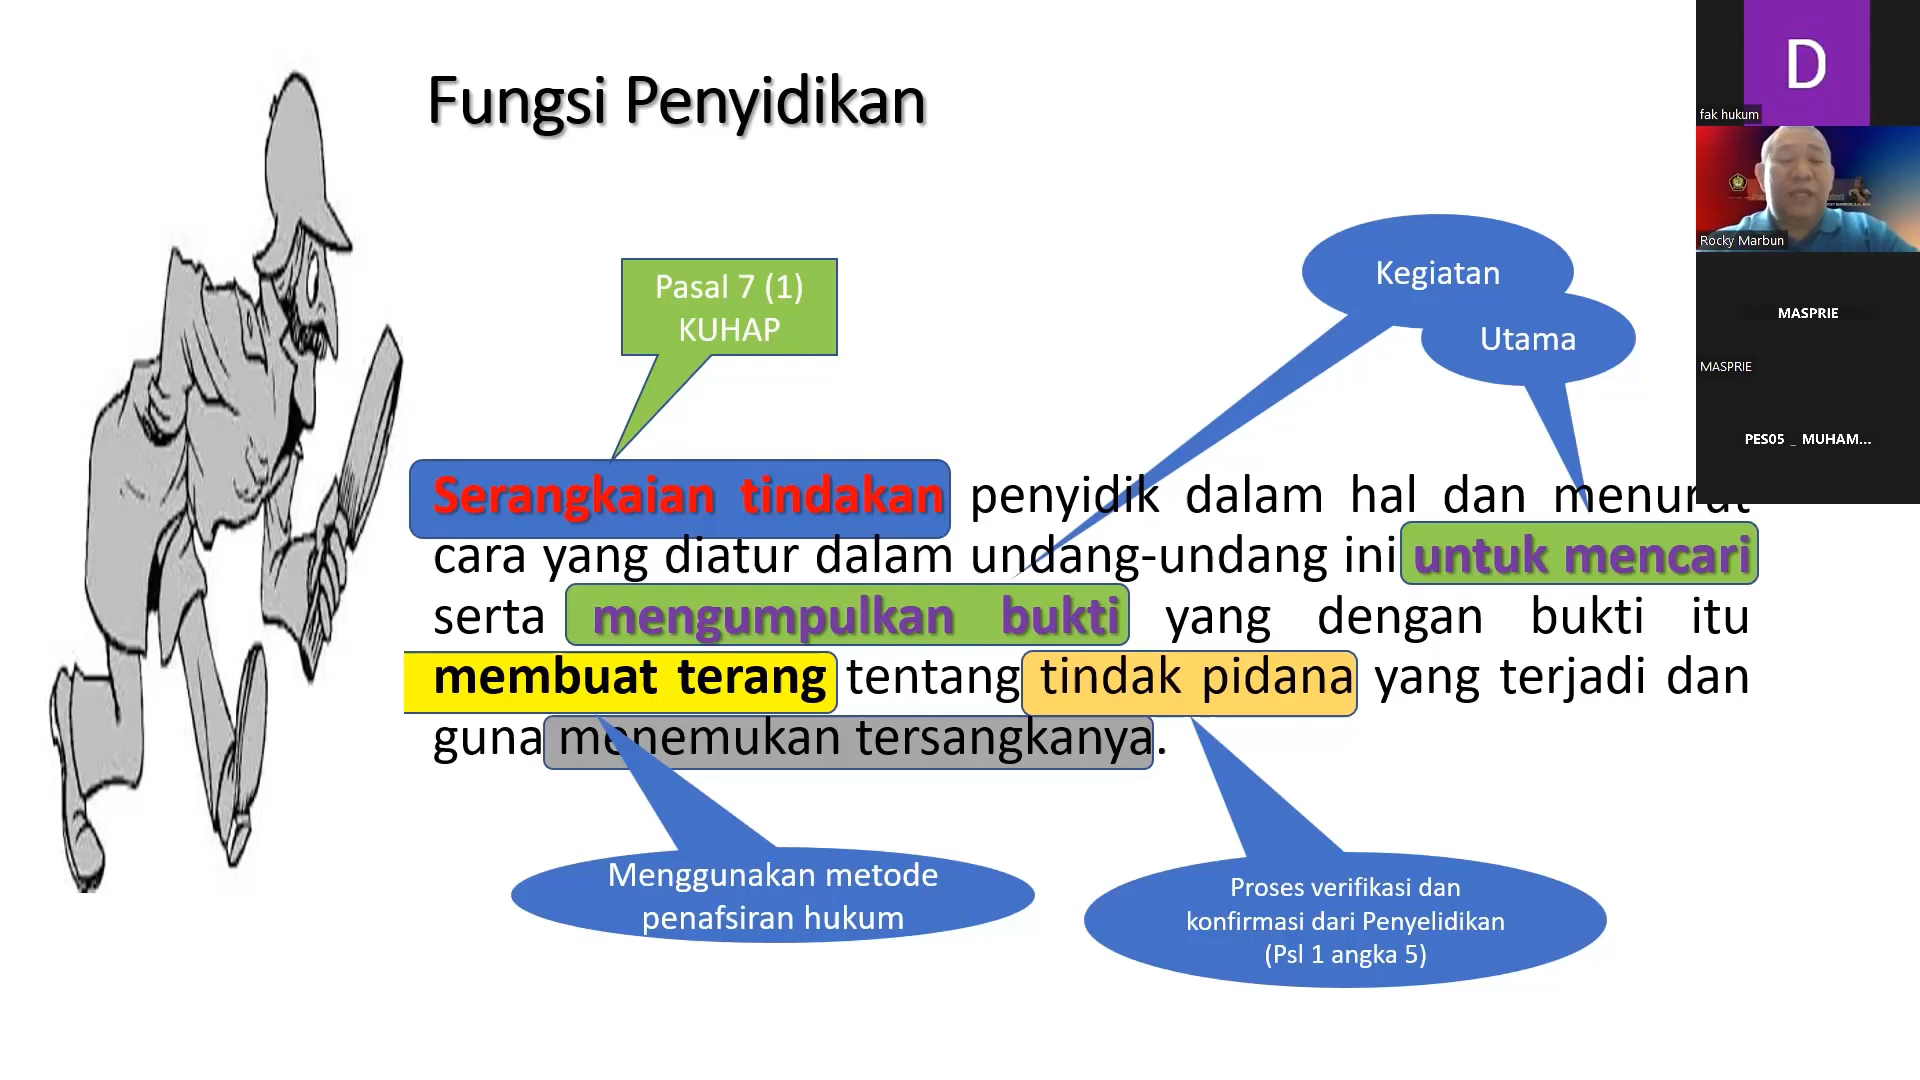 Fungsi Penyidikan
Pasal 7 (1)
KUHAP
Kegiatan
Utama
Serangkaian tindakan penyidik dalam hal dan menurut
cara yang diatur dalam undang-undang ini untuk mencari
serta mengumpulkan bukti yang dengan bukti itu
membuat terang tentang tindak pidana yang terjadi dan
guna menemukan tersangkanya.
Menggunakan metode
penafsiran hukum
Proses verifikasi dan
konfirmasi dari Penyelidikan
(Psl 1 angka 5)
D
fak hukum
Rocky Marbun
MASPRIE
MASPRIE
PES05 _ MUHAM...